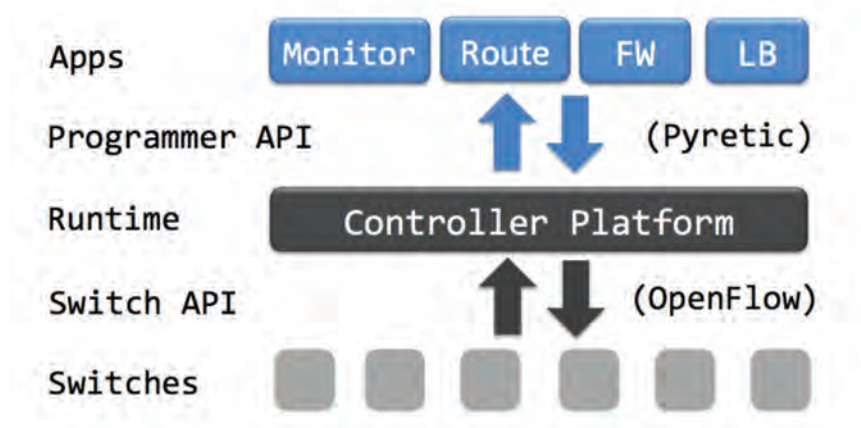 Apps Monitor Route FW LB
Programmer API (Pyretic)
Runtime Controller Platform
Switch API (OpenFlow)
Switches